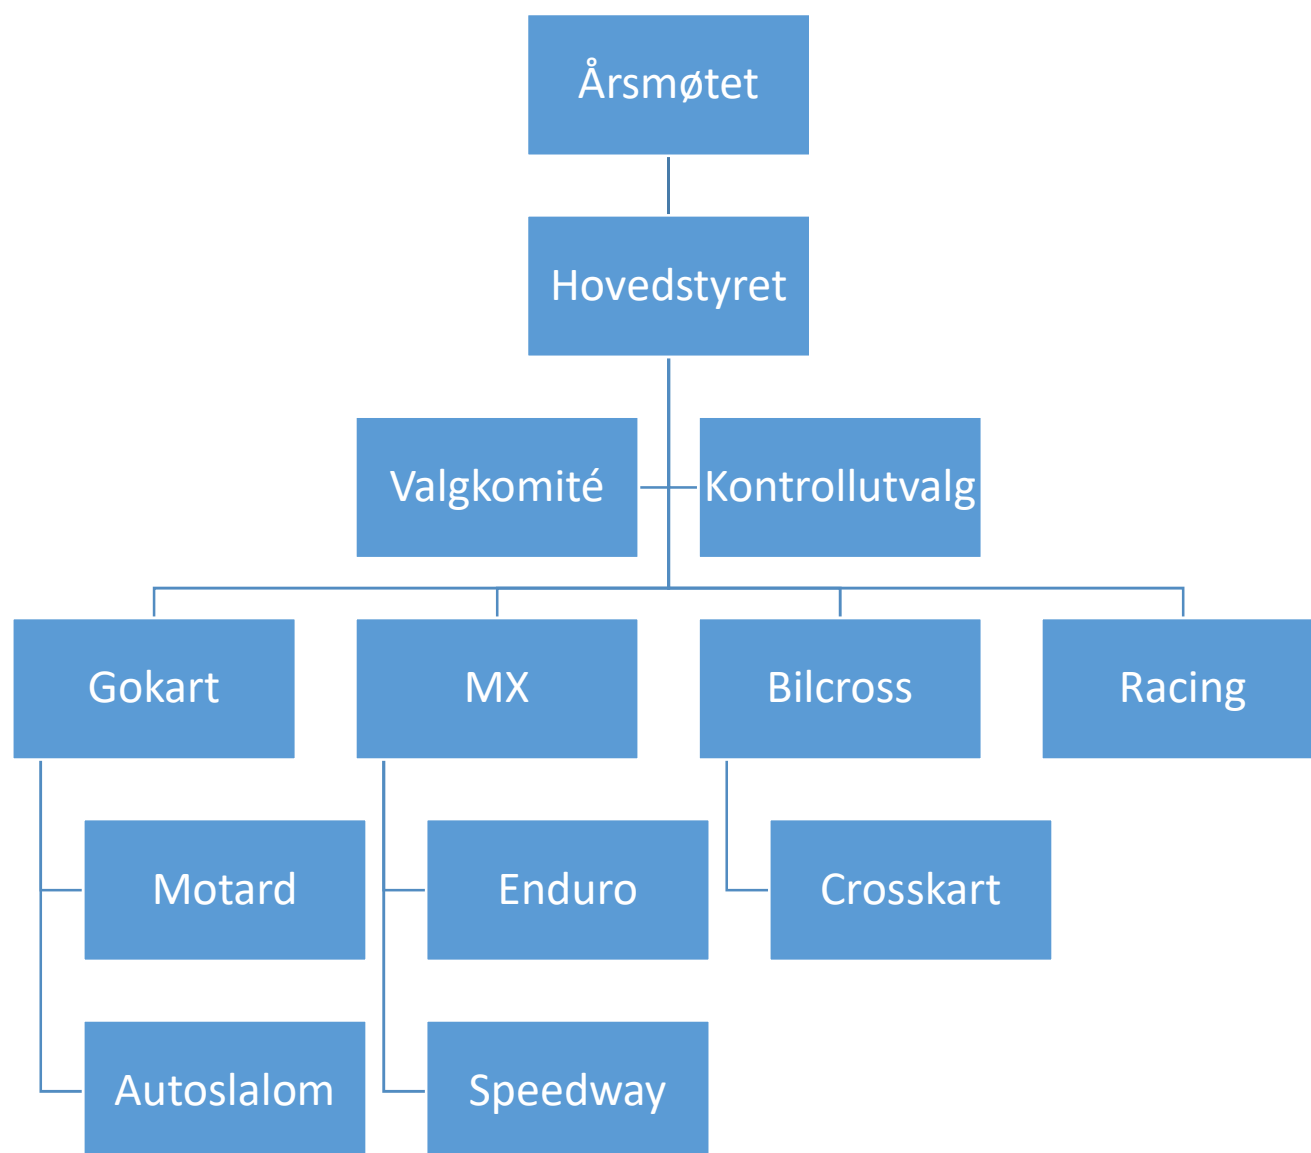 Årsmøtet
Hovedstyret
Valgkomité
Kontrollutvalg
Gokart
MX
Bilcross
Racing
Motard
Enduro
Crosskart
Autoslalom
Speedway